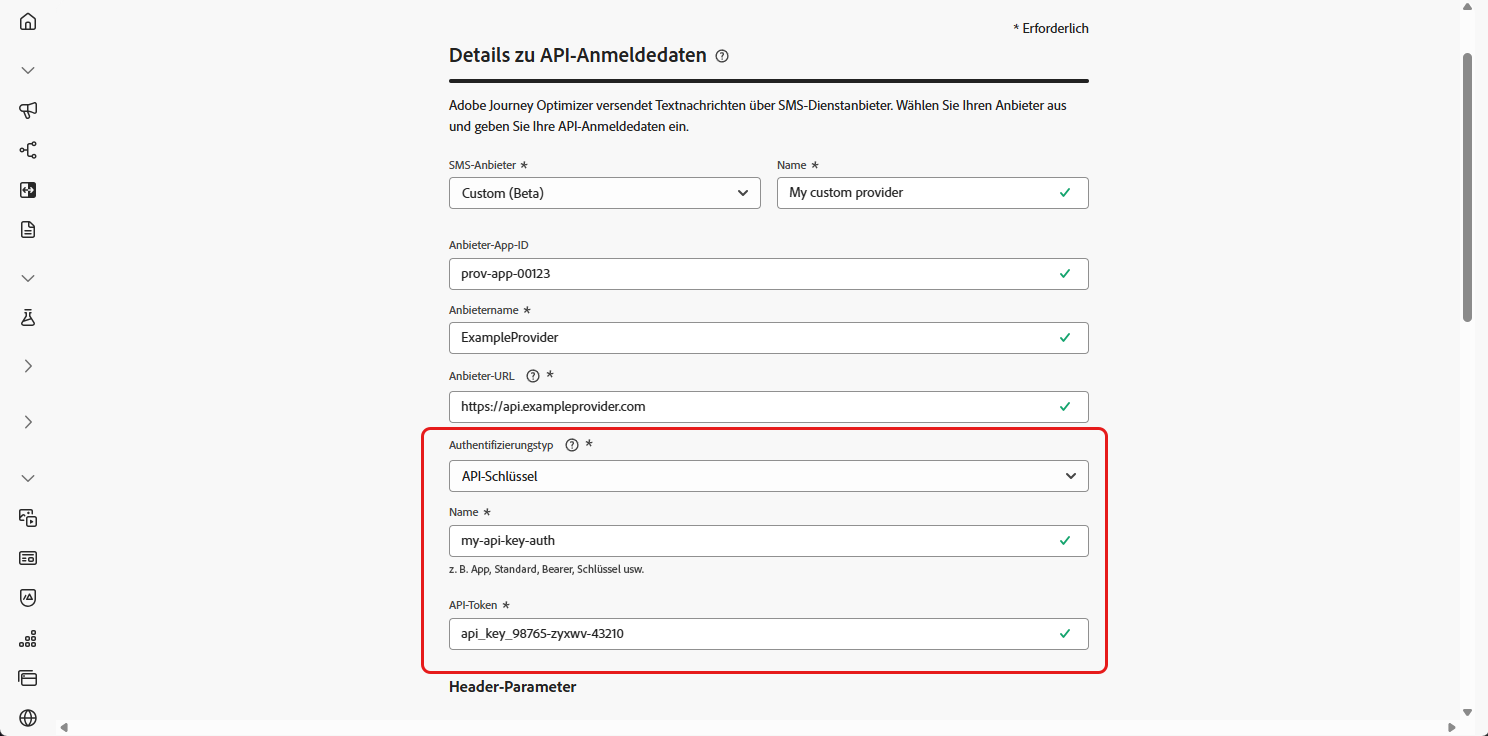 * Erforderlich
Details zu API-Anmeldedaten
Adobe Journey Optimizer versendet Textnachrichten über SMS-Dienstanbieter. Wählen Sie Ihren Anbieter aus
und geben Sie Ihre API-Anmeldedaten ein.
SMS-Anbieter * Name *
Custom (Beta) My custom provider
Anbieter-App-ID
prov-app-00123
Anbietername *
ExampleProvider
Anbieter-URL *
https://api.exampleprovider.com
Authentifizierungstyp *
API-Schlüssel
Name *
my-api-key-auth
z. B. App, Standard, Bearer, Schlüssel usw.
API-Token *
api_key_98765-zyxwv-43210
Header-Parameter